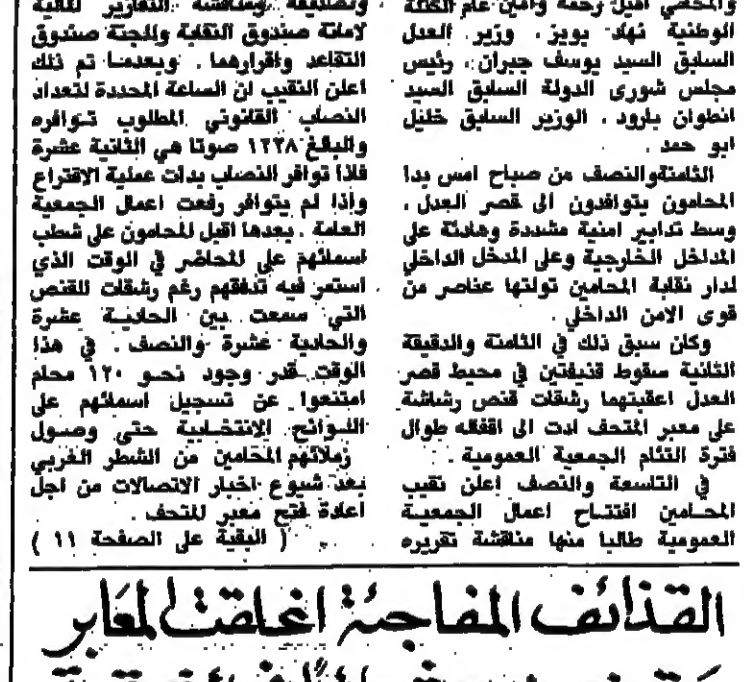 والمحامي اميل رحمه وامين عام الكتلة
الوطنية نهاد بويز ، وزير العدل
السابق السيد يوسف جبران ، رئيس
مجلس شورى الدولة السابق السيد
انطوان بارود ، الوزير السابق خليل
ابو حمد .
الثامنةوالنصف من صباح امس بدا
المحامون يتوافدون الى قصر العدل ،
وسط تدابير امنية مشددة وهادئة على
المداخل الخارجية وعلى المدخل الداخلي
لدار نقابة المحامين تولتها عناصر من
قوى الامن الداخلي .
وكان سبق ذلك في الثامنة والدقيقة
الثانية سقوط قذيفتين في محيط قصر
العدل اعقبتهما رشقات قنص رشاشة
على معبر المتحف ادت الى اقفاله طوال
فترة التئام الجمعية العمومية .
في التاسعة والنصف اعلن نقيب
المحامين افتتاح اعمال الجمعية
العمومية طالبا منها مناقشة تقريره
وتصديقه ومناقشة التقارير المالية
لامانة صندوق النقابة وللجنة صندوق
التقاعد واقرارهما . وبعدما تم ذلك
اعلن النقيب ان الساعة المحددة لتعداد
النصاب القانوني المطلوب توافره
والبالغ ١٢٢٨ صوتا هي الثانية عشرة
فاذا توافر النصاب بدات عملية الاقتراع
واذا لم يتوافر رفعت اعمال الجمعية
العامة . بعدها اقبل المحامون على شطب
اسمائهم على المحاضر في الوقت الذي
استمر فيه تدفقهم رغم رشقات القنص
التي سمعت بين الحادية عشرة
والحادية عشرة والنصف . في هذا
الوقت قدر وجود نحو ١٢٠ محام
امتنعوا عن تسجيل اسمائهم على
اللوائح الانتخابية حتى وصول
زملائهم المحامين من الشطر الغربي
بعد شيوع اخبار الاتصالات من اجل
اعادة فتح معبر المتحف .
( البقية على الصفحة ١١ )
القذائف المفاجئة اغلقت المعابر